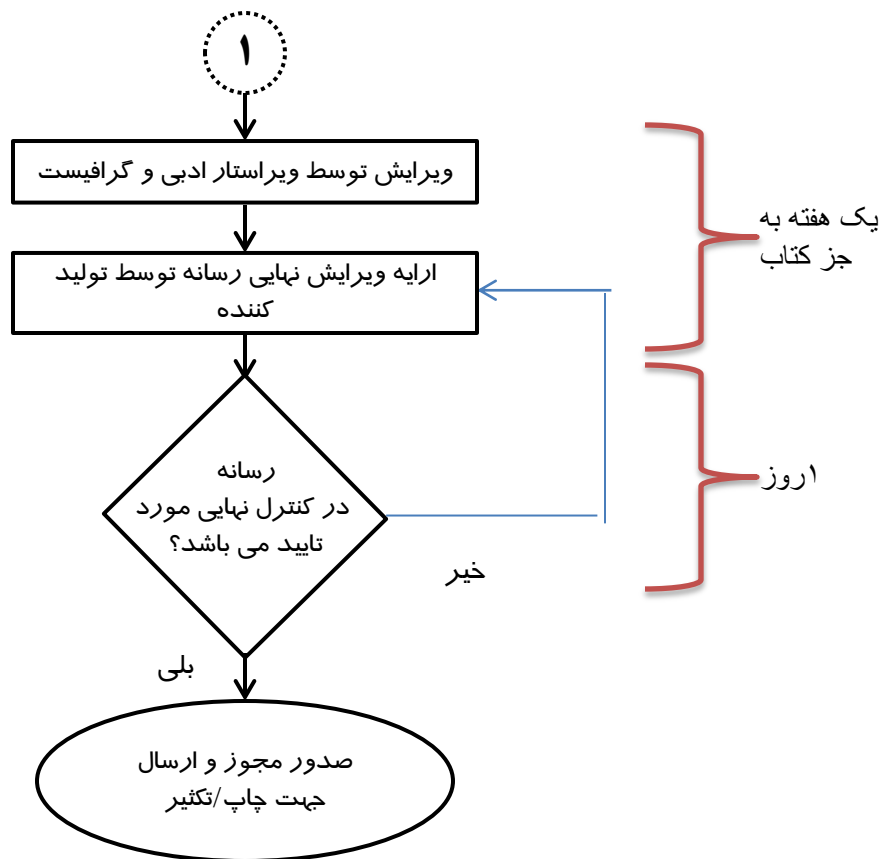 ۱
ویرایش توسط ویراستار ادبی و گرافیست
ارایه ویرایش نهایی رسانه توسط تولید
کننده
یک هفته به
جز کتاب
رسانه
در کنترل نهایی مورد
تایید می باشد؟
۱روز
خیر
بلی
صدور مجوز و ارسال
جهت چاپ/تکثیر